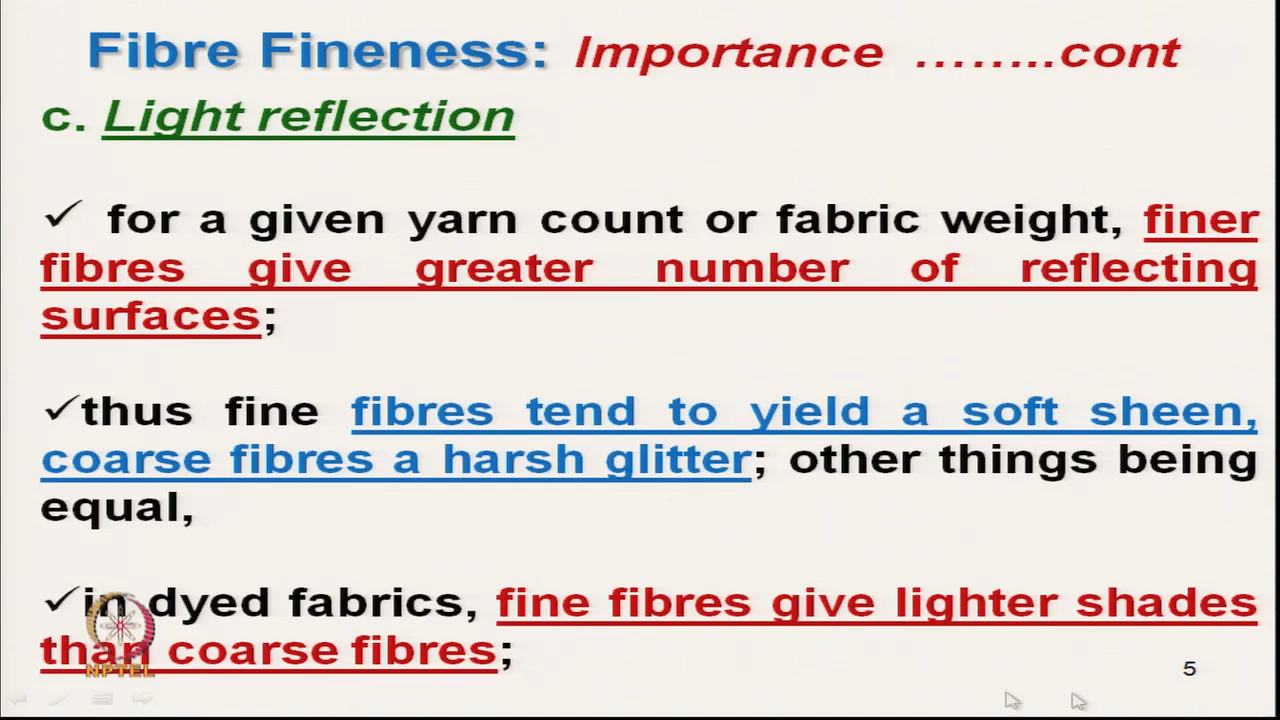 Fibre Fineness: Importance ........cont
c. Light reflection
✓ for a given yarn count or fabric weight, finer
fibres give greater number of reflecting
surfaces;
✓thus fine fibres tend to yield a soft sheen,
coarse fibres a harsh glitter; other things being
equal,
✓in dyed fabrics, fine fibres give lighter shades
than coarse fibres;
NPTEL
5